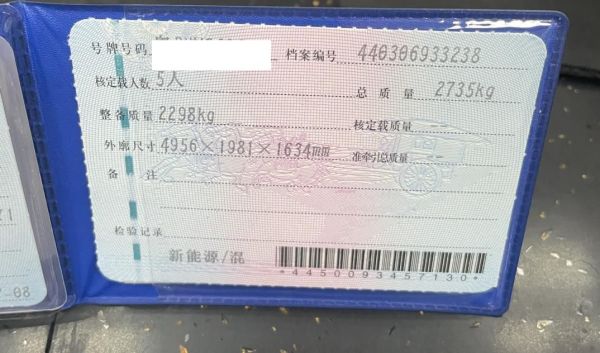 号牌号码 档案编号 440306933238
核定载人数 5人 总质量 2735kg
整备质量 2298kg 核定载质量
外廓尺寸 4956×1981×1634mm 准牵引总质量
备注
检验记录
新能源/混
*4450093457130*
-08